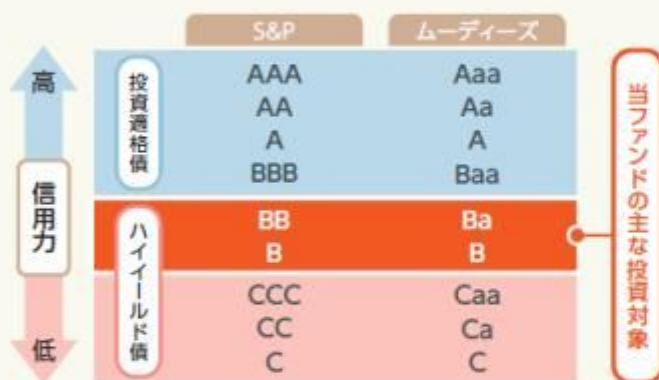 S&P ムーディーズ
高
信用力
低
投資適格債
AAA Aaa
AA Aa
A A
BBB Baa
ハイイールド債
BB Ba
B B
CCC Caa
CC Ca
C C
当ファンドの主な投資対象